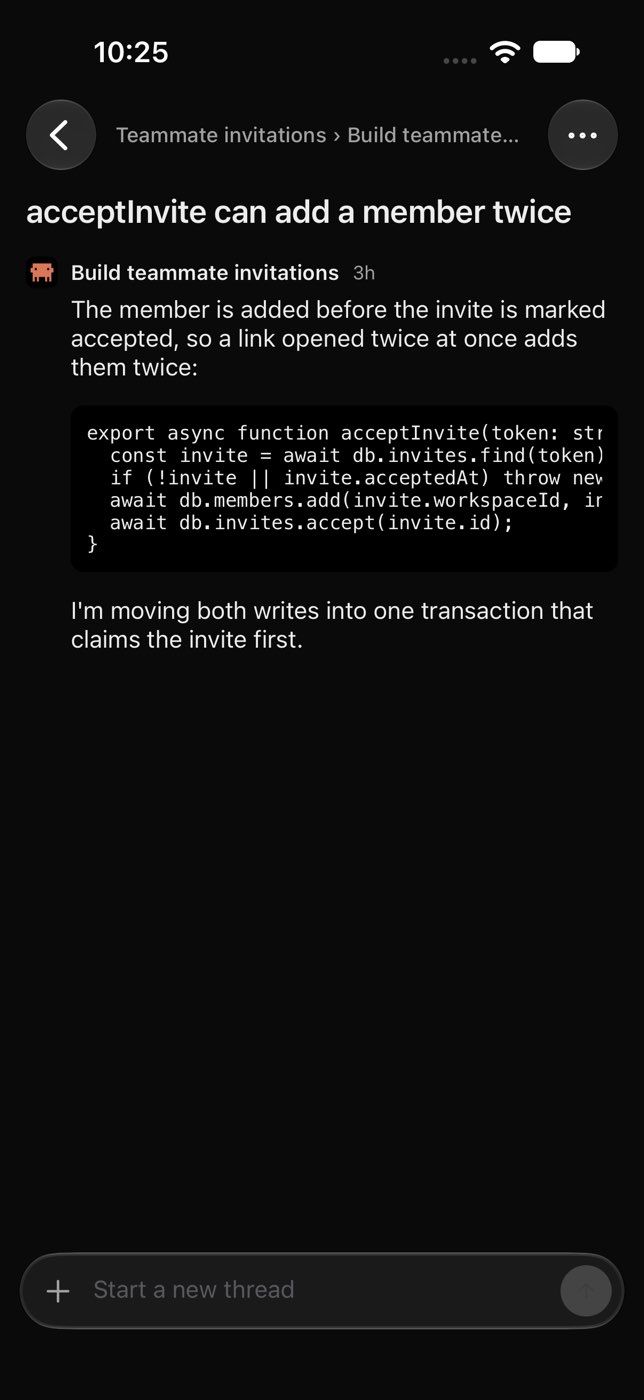 10:25
Teammate invitations › Build teammate...
acceptInvite can add a member twice
Build teammate invitations 3h
The member is added before the invite is marked
accepted, so a link opened twice at once adds
them twice:
export async function acceptInvite(token: str
const invite = await db.invites.find(token)
if (!invite || invite.acceptedAt) throw new
await db.members.add(invite.workspaceId, in
await db.invites.accept(invite.id);
}
I'm moving both writes into one transaction that
claims the invite first.
Start a new thread